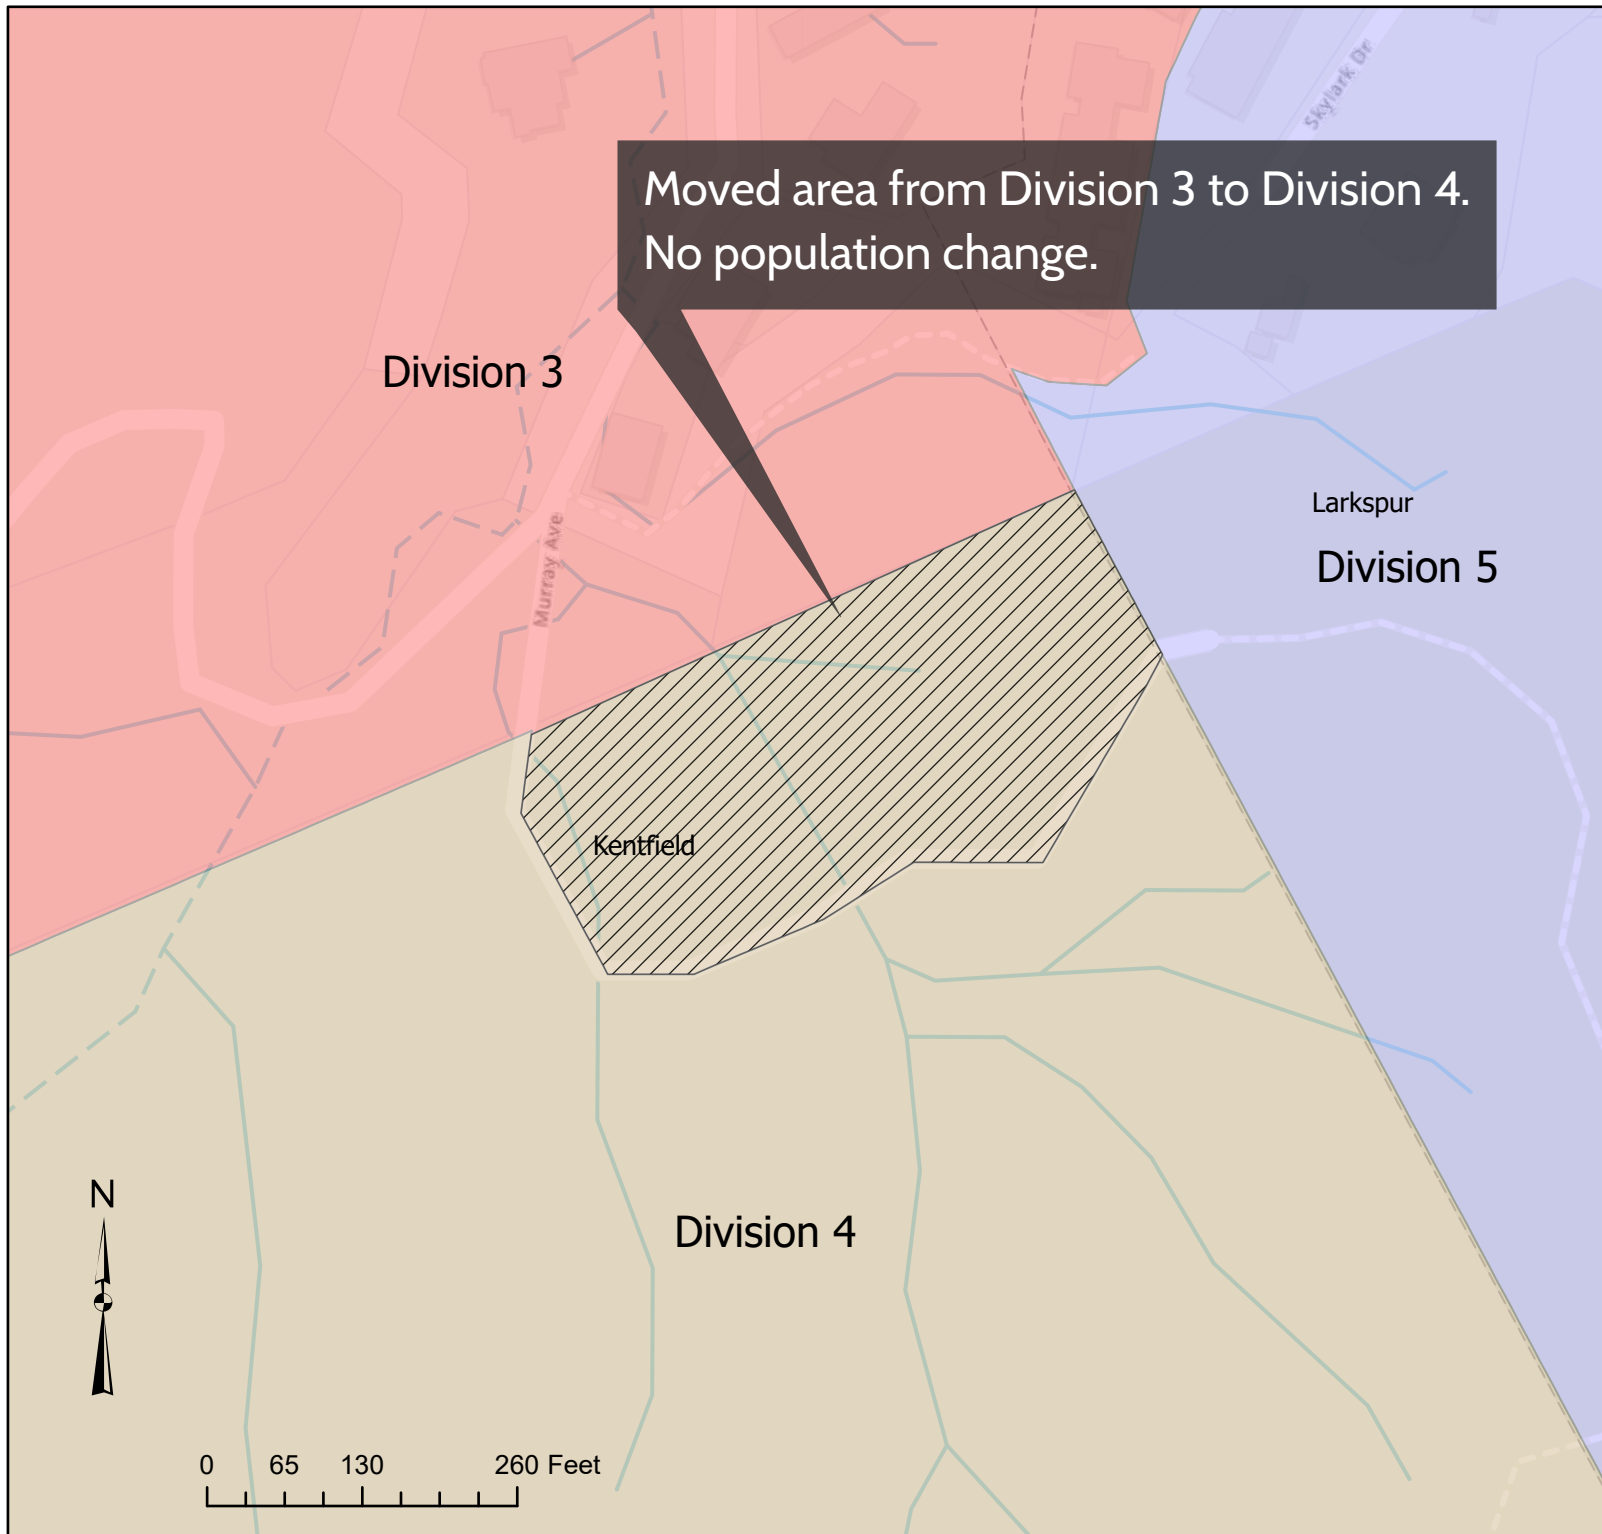 Skylark Dr
Moved area from Division 3 to Division 4.
No population change.
Division 3
Larkspur
Division 5
Murray Ave
Kentfield
N
Division 4
0 65 130 260 Feet